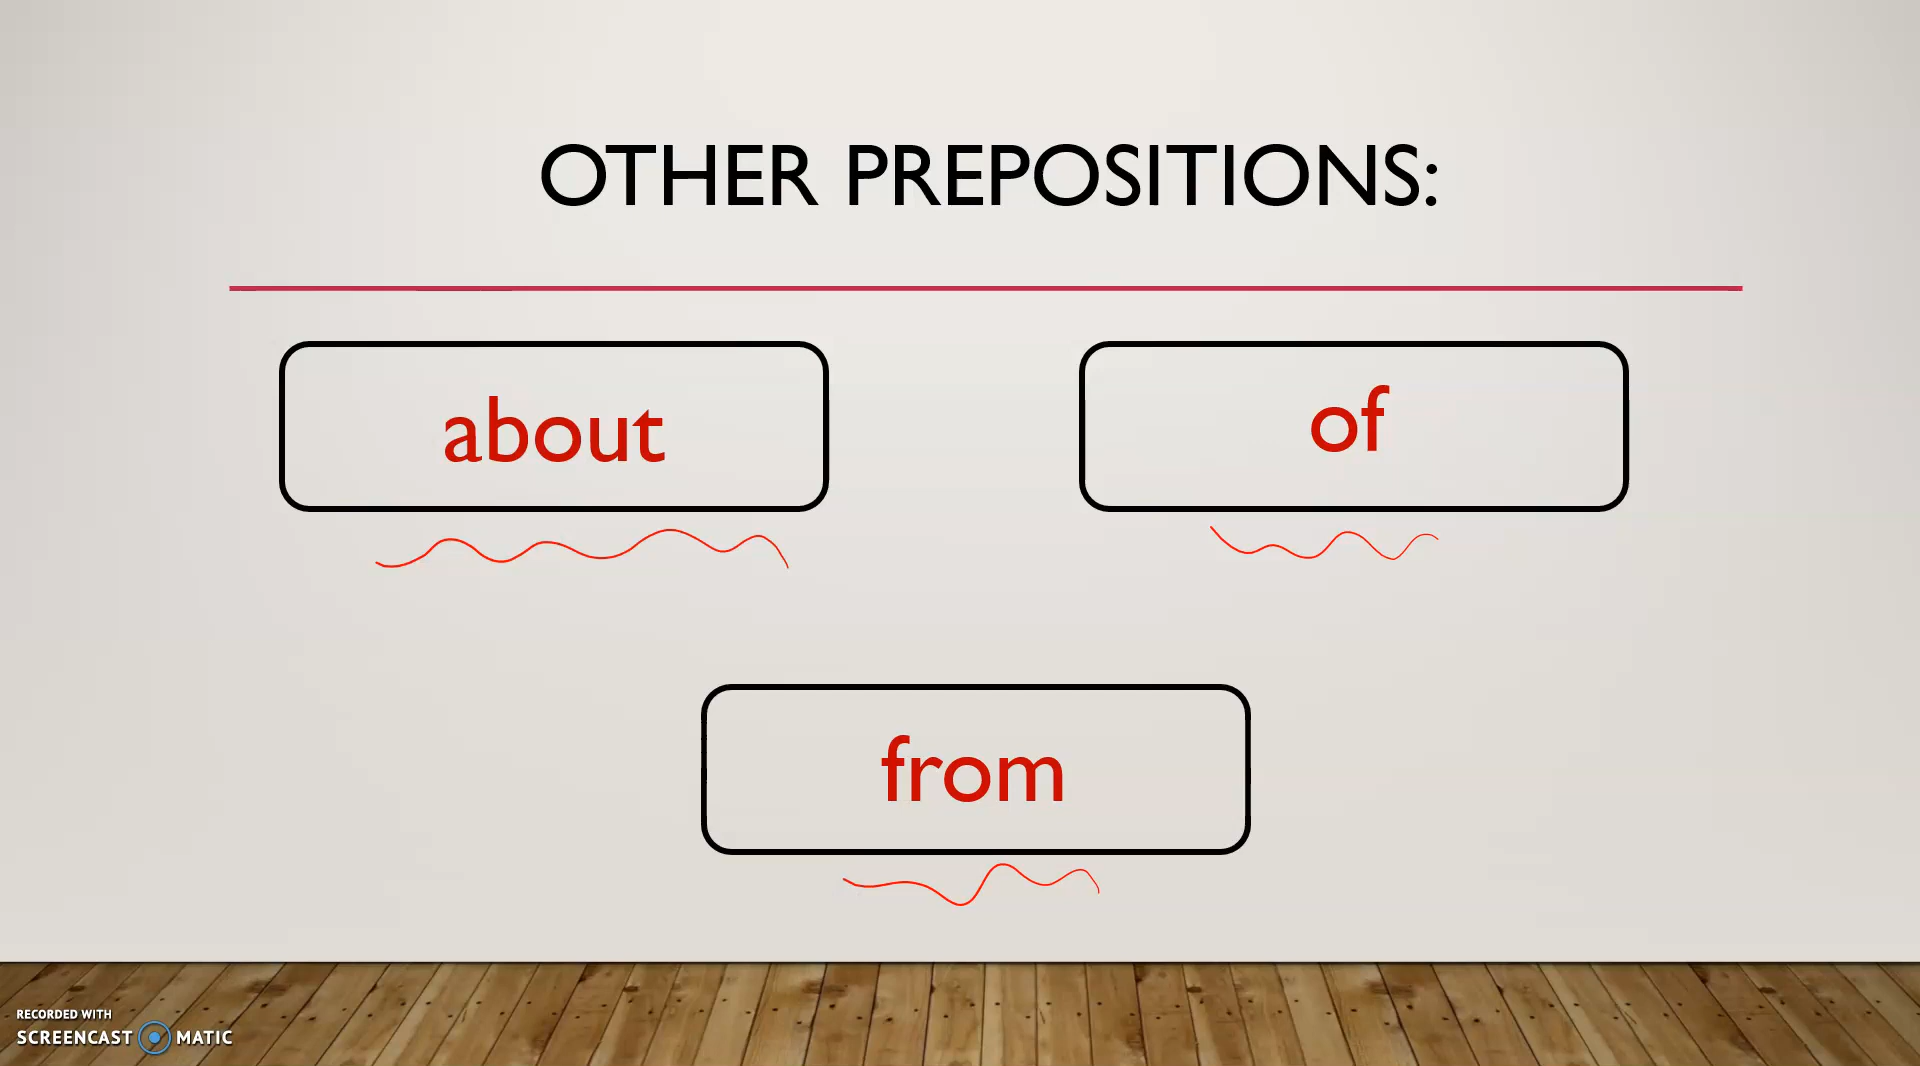 OTHER PREPOSITIONS:
about
of
from
RECORDED WITH
SCREENCAST MATIC